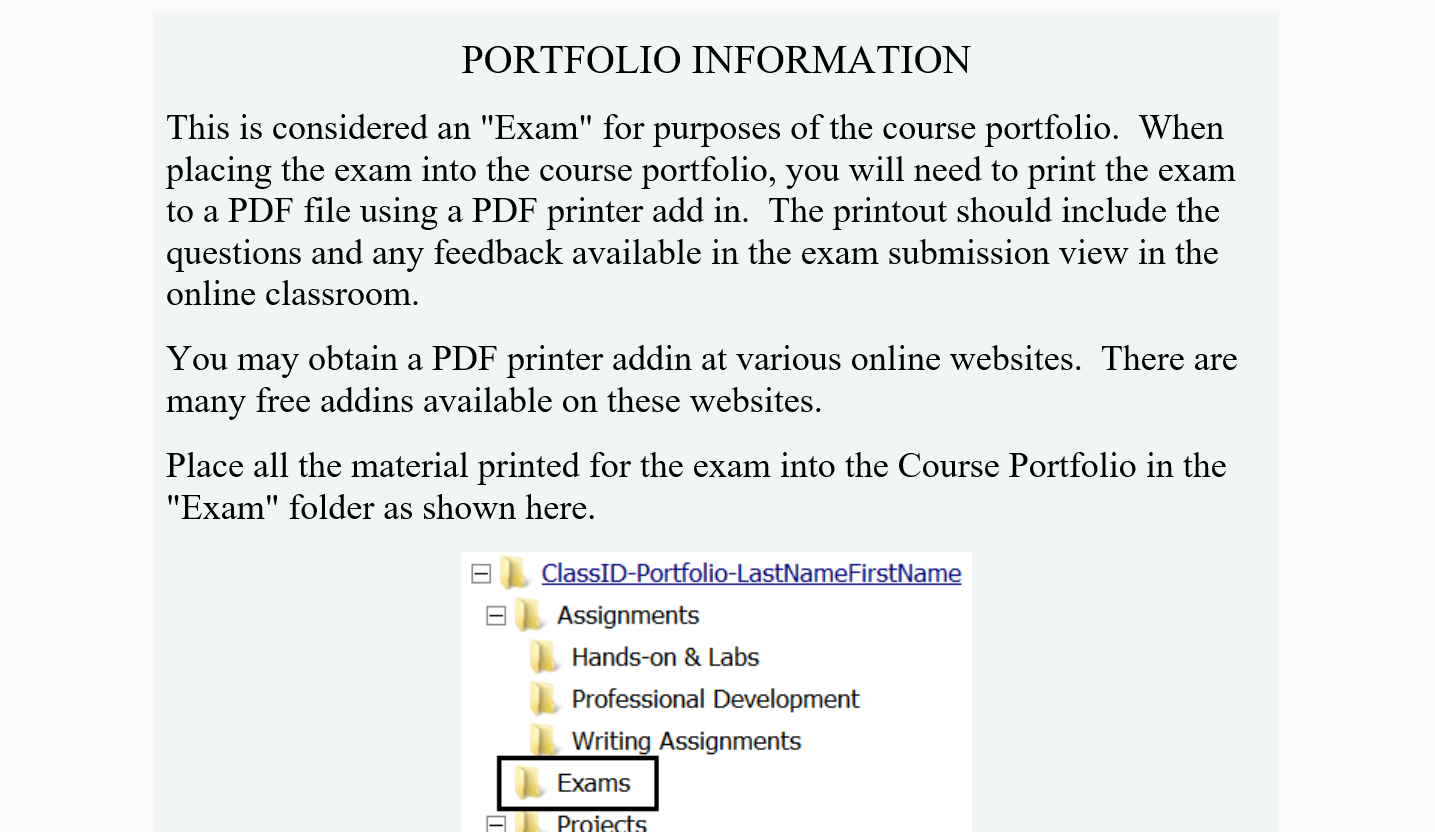 PORTFOLIO INFORMATION
This is considered an "Exam" for purposes of the course portfolio.  When
placing the exam into the course portfolio, you will need to print the exam
to a PDF file using a PDF printer add in.  The printout should include the
questions and any feedback available in the exam submission view in the
online classroom.
You may obtain a PDF printer addin at various online websites.  There are
many free addins available on these websites.
Place all the material printed for the exam into the Course Portfolio in the
"Exam" folder as shown here.
ClassID-Portfolio-LastNameFirstName
Assignments
Hands-on & Labs
Professional Development
Writing Assignments
Exams
Projects